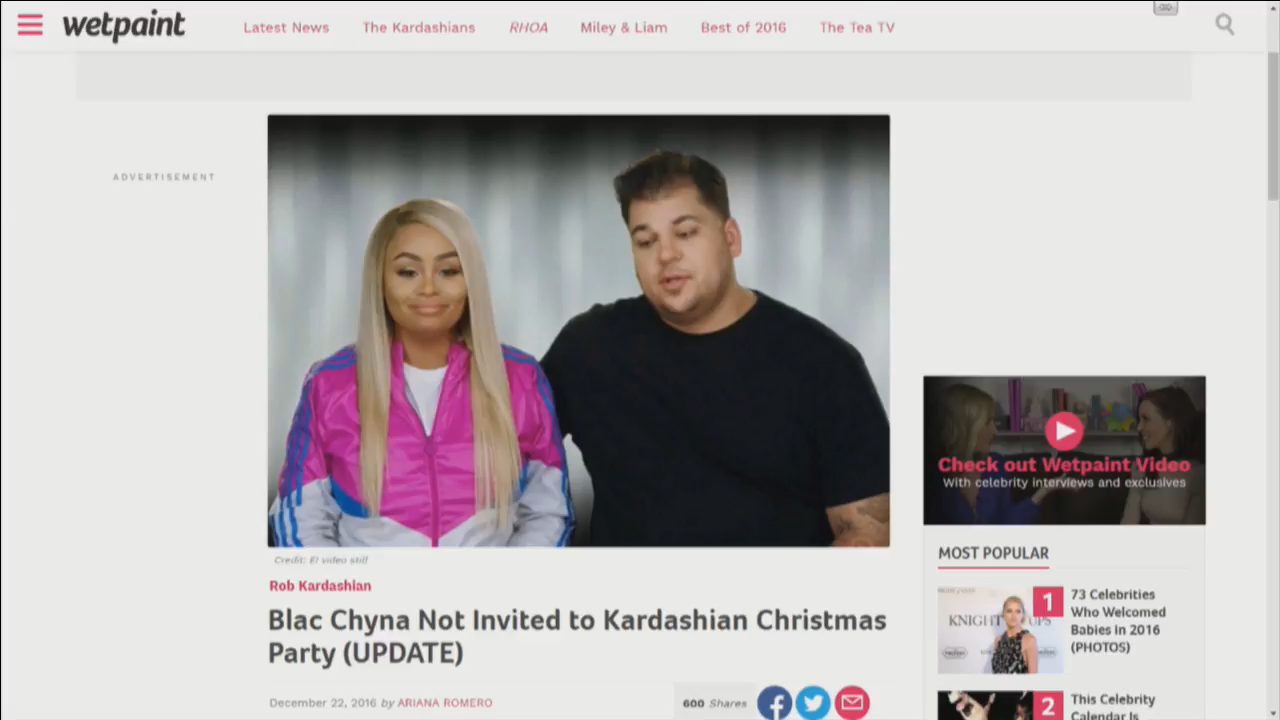 wetpaint
Latest News
The Kardashians
RHOA
Miley & Liam
Best of 2016
The Tea TV
ADVERTISEMENT
Credit: E! video still
Rob Kardashian
Blac Chyna Not Invited to Kardashian Christmas
Party (UPDATE)
December 22, 2016 by ARIANA ROMERO
600 Shares
Check out Wetpaint Video
With celebrity interviews and exclusives
MOST POPULAR
1
KNIGHT
UPS
73 Celebrities
Who Welcomed
Babies in 2016
(PHOTOS)
2
This Celebrity
Calendar Is